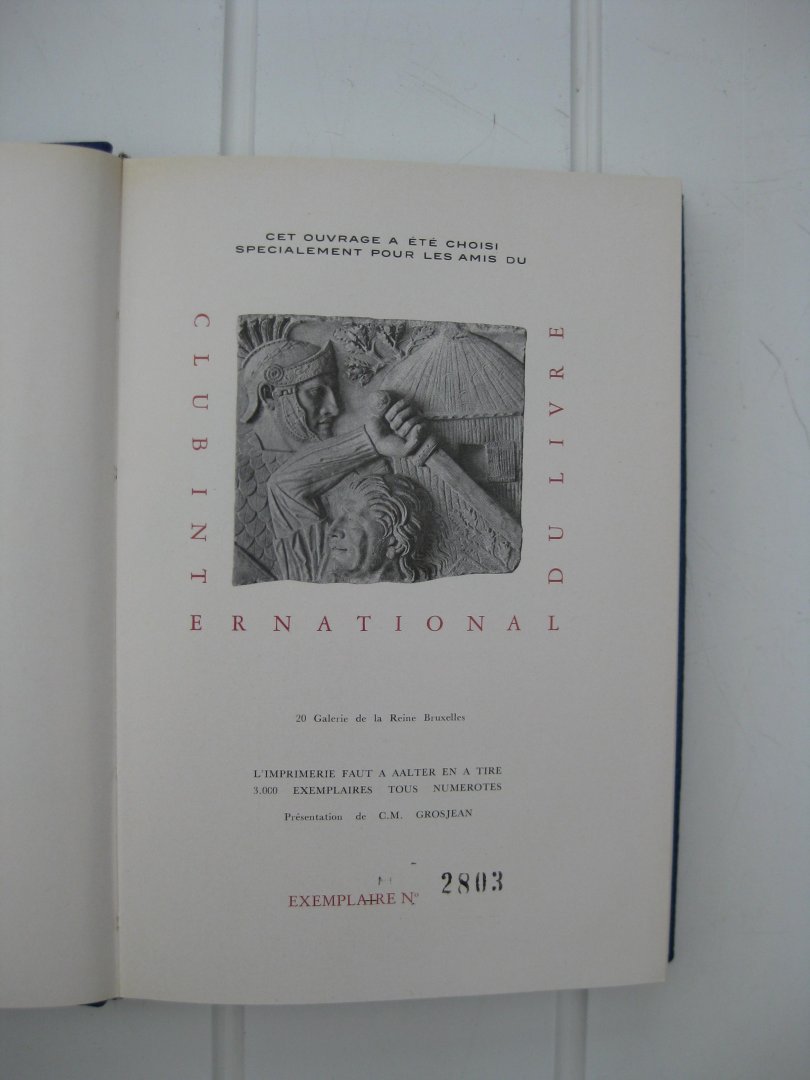 CET OUVRAGE A ÉTÉ CHOISI
SPECIALEMENT POUR LES AMIS DU
CLUB INTERNATIONAL DU LIVRE
20 Galerie de la Reine Bruxelles
L'IMPRIMERIE FAUT A AALTER EN A TIRE
3.000 EXEMPLAIRES TOUS NUMEROTES
Présentation de C.M. GROSJEAN
EXEMPLAIRE N° 2803